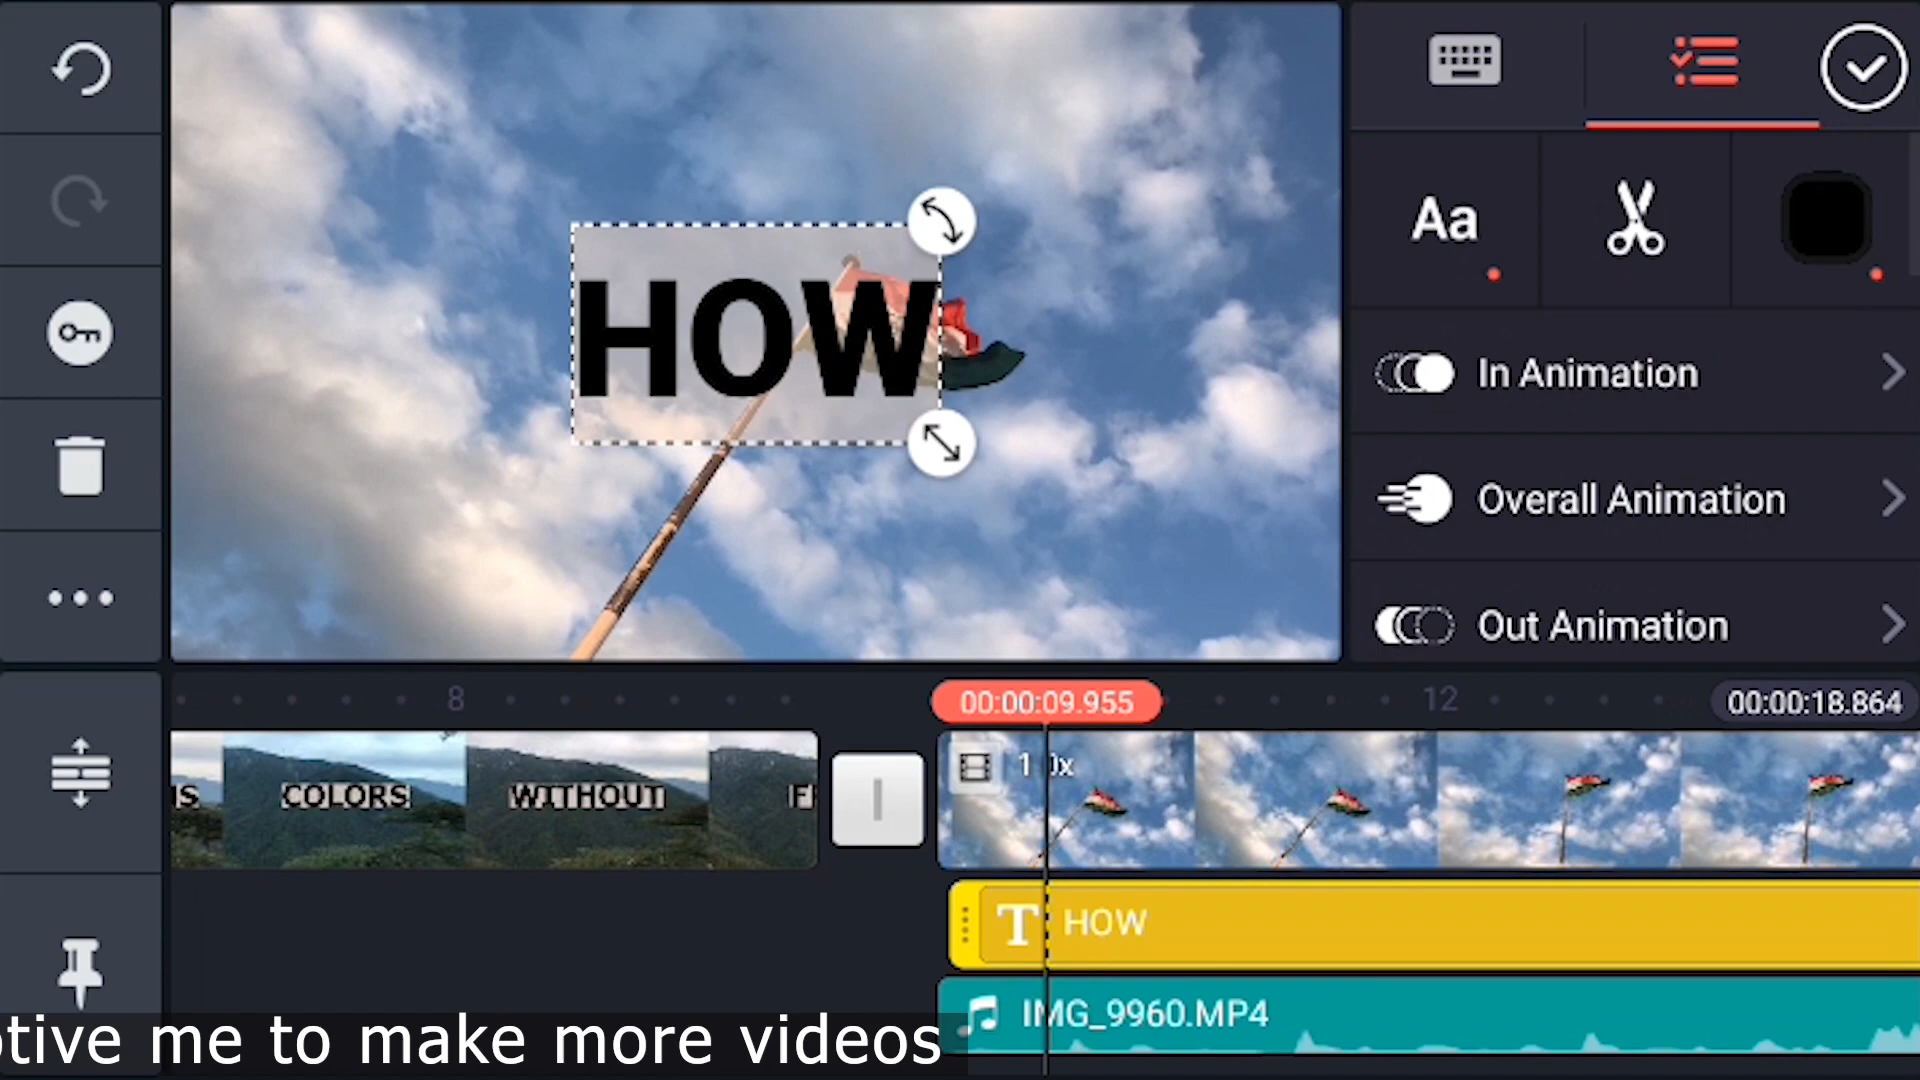 HOW
Aa
In Animation
Overall Animation
Out Animation
8
00:00:09.955
12
00:00:18.864
COLORS
WITHOUT
HOW
IMG_9960.MP4
me to make more videos